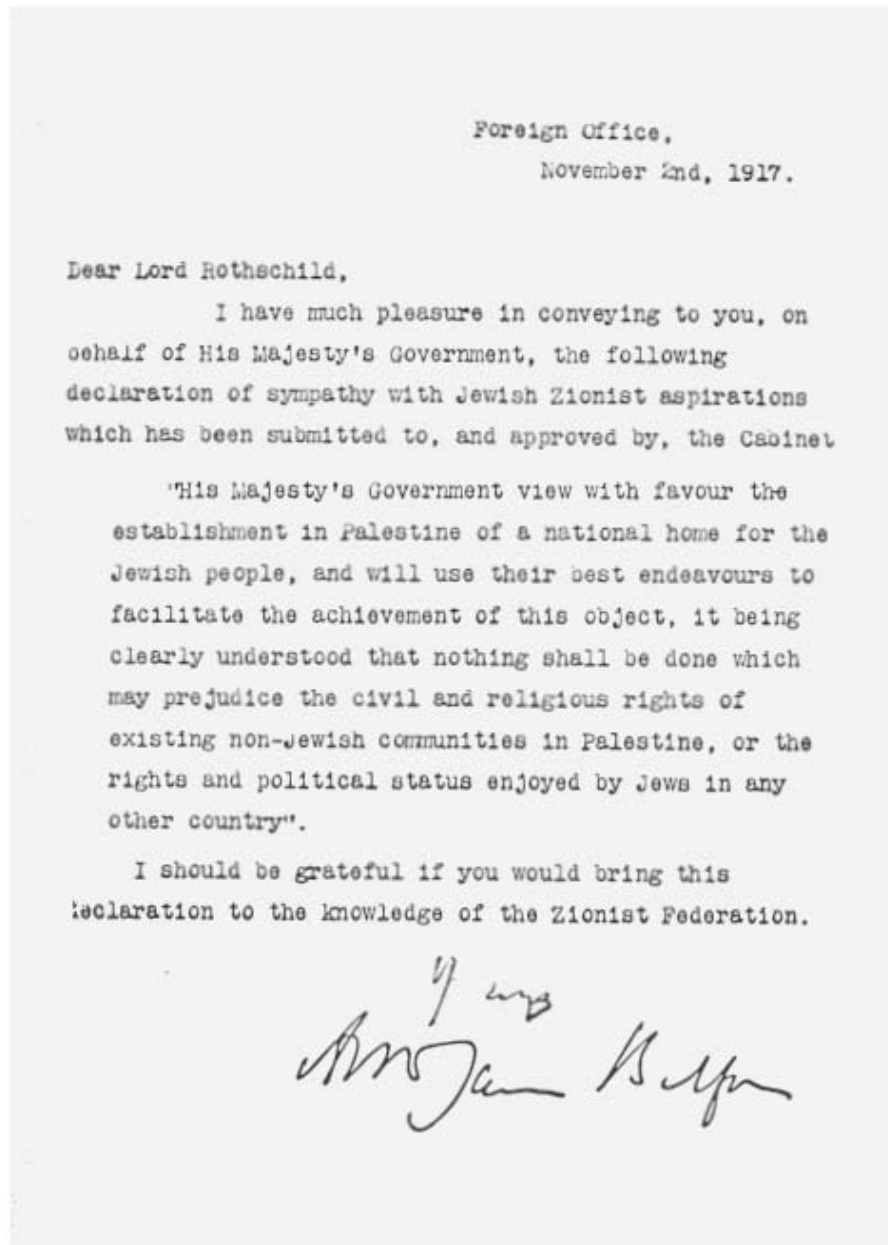 Foreign Office,
November 2nd, 1917.
Dear Lord Rothschild,
I have much pleasure in conveying to you, on
behalf of His Majesty's Government, the following
declaration of sympathy with Jewish Zionist aspirations
which has been submitted to, and approved by, the Cabinet
"His Majesty's Government view with favour the
establishment in Palestine of a national home for the
Jewish people, and will use their best endeavours to
facilitate the achievement of this object, it being
clearly understood that nothing shall be done which
may prejudice the civil and religious rights of
existing non-Jewish communities in Palestine, or the
rights and political status enjoyed by Jews in any
other country".
I should be grateful if you would bring this
declaration to the knowledge of the Zionist Federation.
Yours
Arthur James Balfour